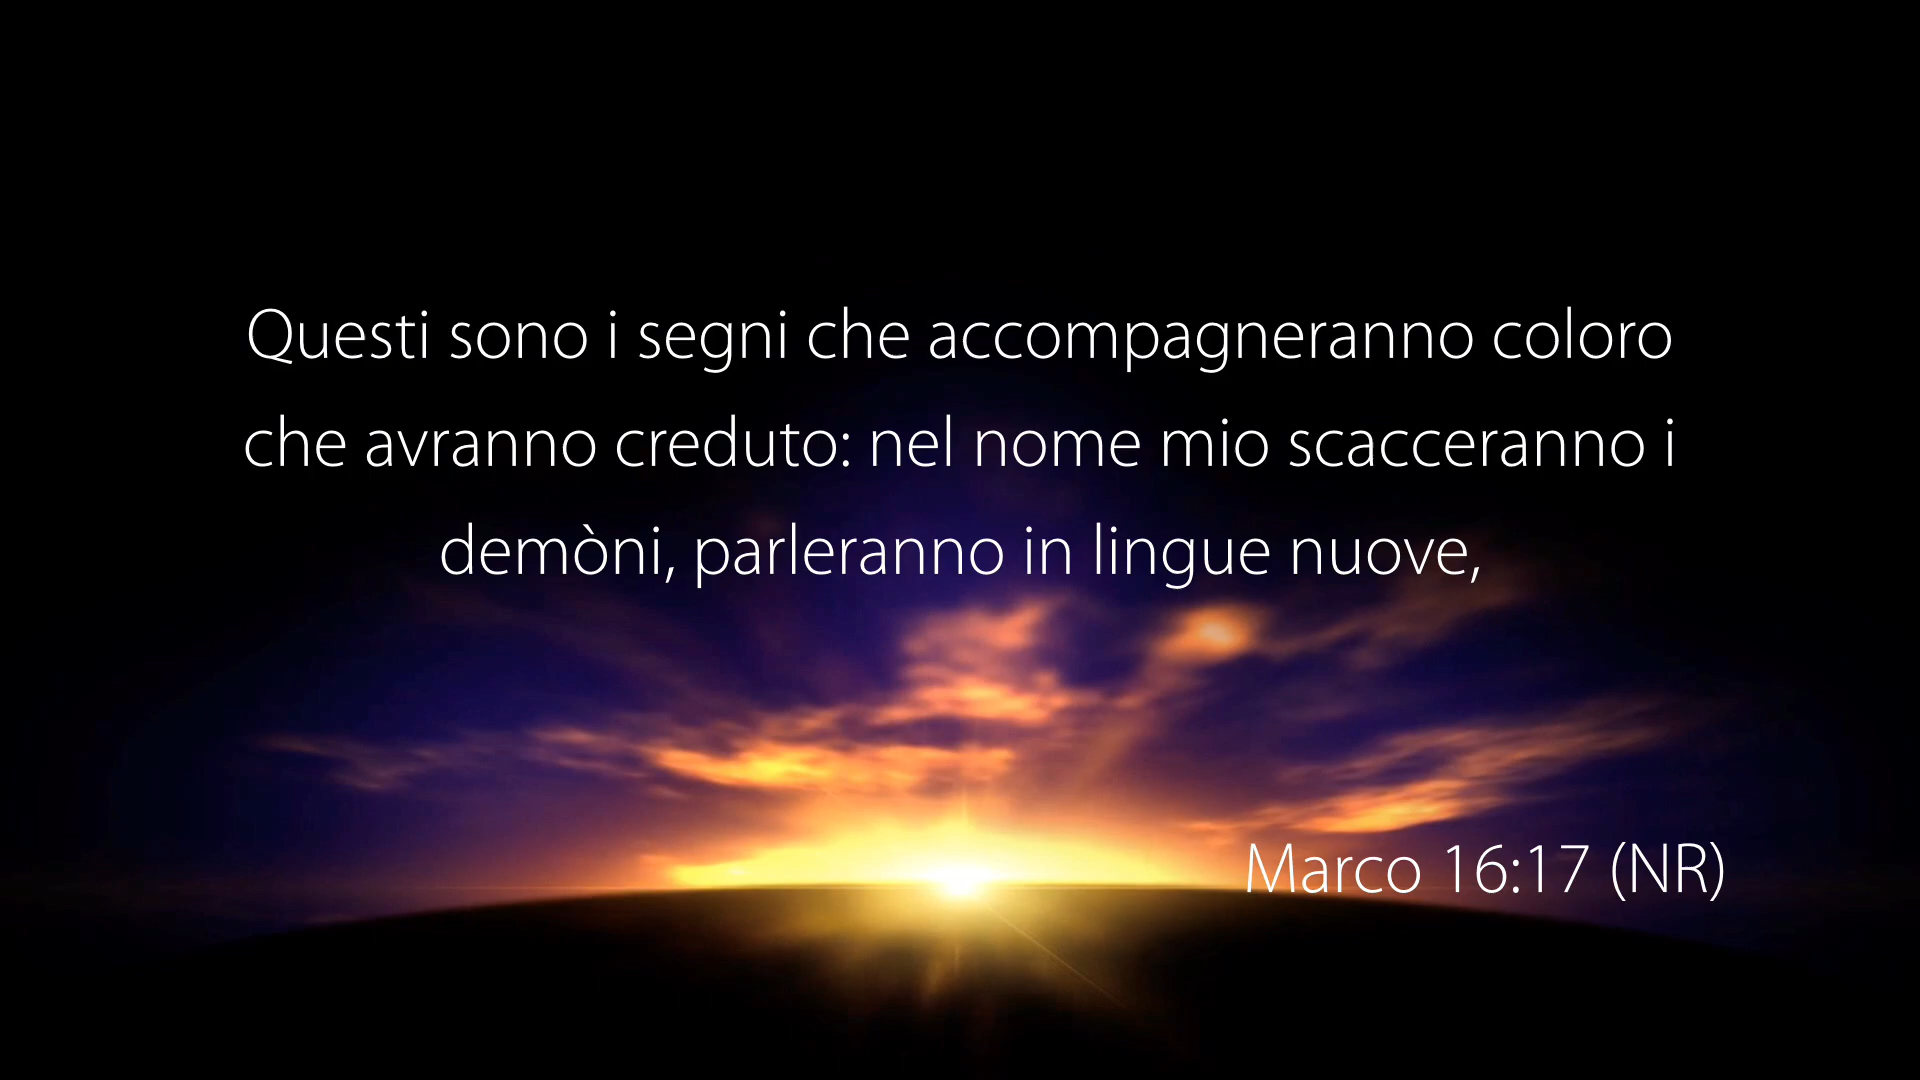 Questi sono i segni che accompagneranno coloro
che avranno creduto: nel nome mio scacceranno i
demòni, parleranno in lingue nuove,
Marco 16:17 (NR)